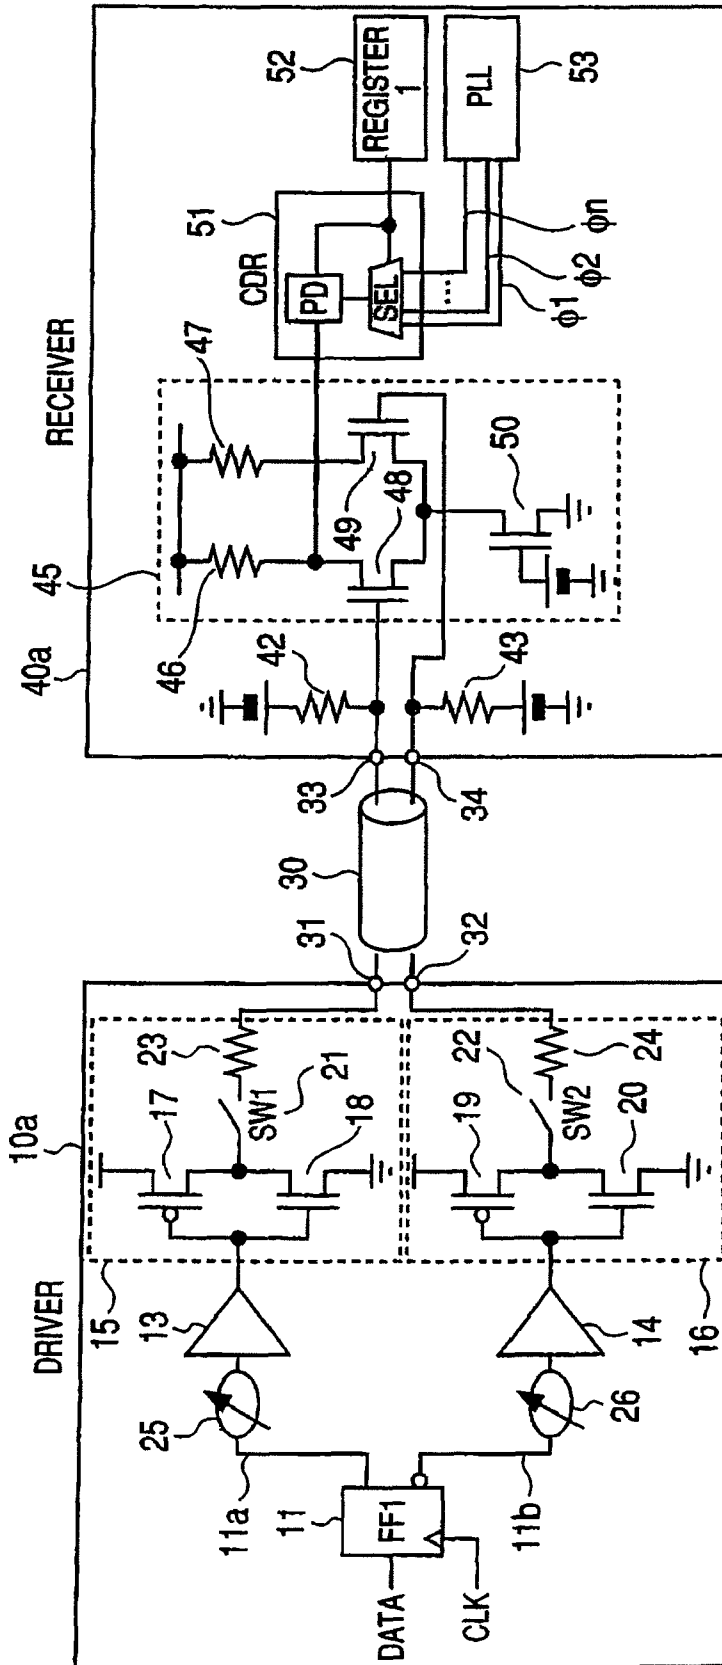 DRIVER
10a
15
13
25
11a
11
FF1
DATA
CLK
11b
26
14
16
17
18
SW1
21
23
19
20
SW2
22
24
31
32
30
33
34
RECEIVER
40a
45
42
43
46
47
48
49
50
CDR
51
PD
SEL
REGISTER
1
52
PLL
53
ϕn
ϕ2
ϕ1